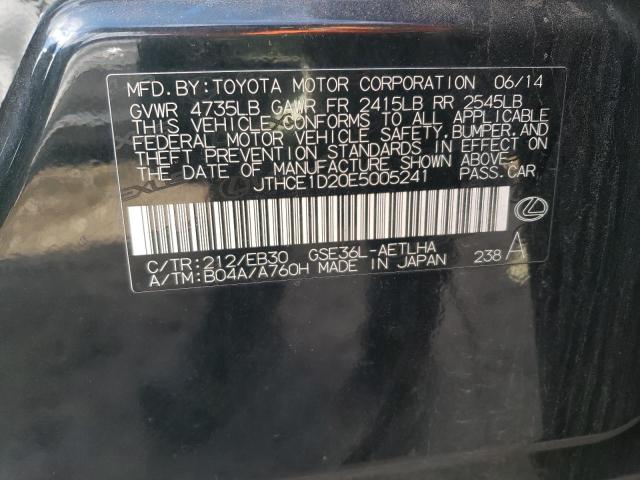 MFD. BY: TOYOTA MOTOR CORPORATION 06/14
GVWR 4735LB GAWR FR 2415LB RR 2545LB
THIS VEHICLE CONFORMS TO ALL APPLICABLE
FEDERAL MOTOR VEHICLE SAFETY, BUMPER, AND
THEFT PREVENTION STANDARDS IN EFFECT ON
THE DATE OF MANUFACTURE SHOWN ABOVE.
JTHCE1D20E5005241 PASS. CAR
C/TR: 212/EB30 GSE36L-AETLHA
A/TM: B04A/A760H MADE IN JAPAN 238 A